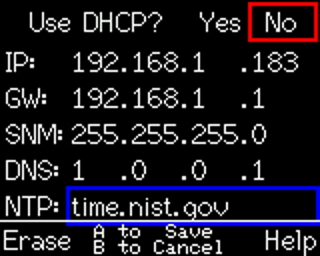 Use DHCP? Yes No
IP: 192.168.1 .183
GW: 192.168.1 .1
SNM: 255.255.255.0
DNS: 1 .0 .0 .1
NTP: time.nist.gov
Erase A to Save Help
B to Cancel